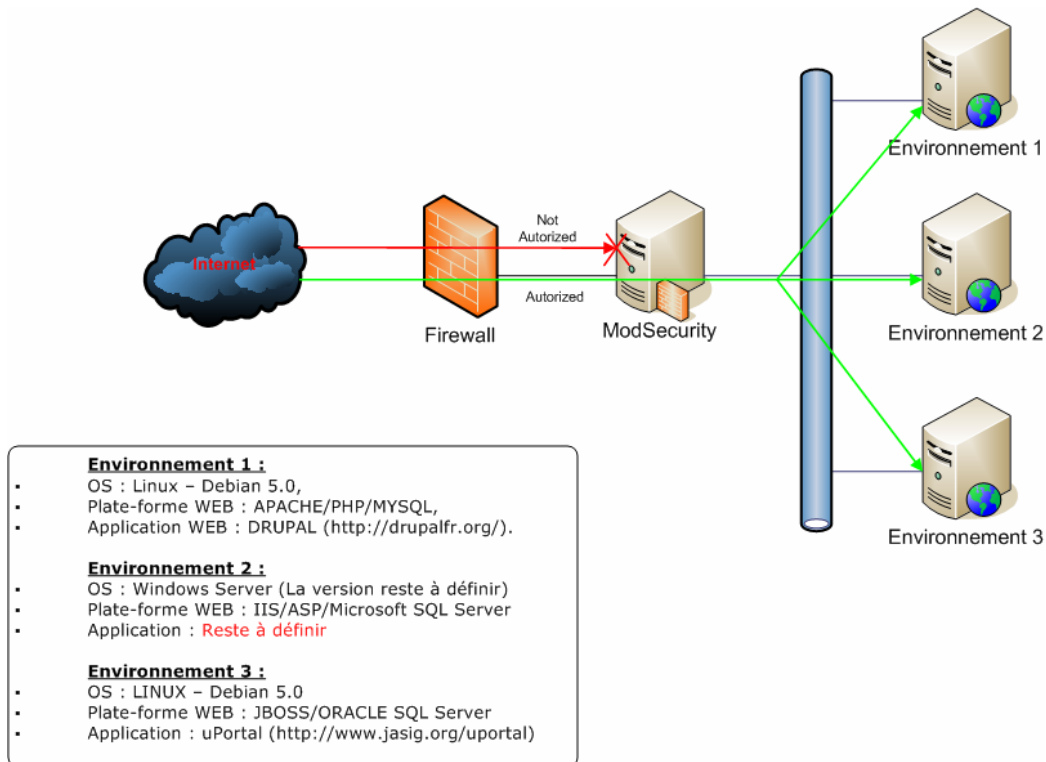 Environnement 1
Not
Autorized
Internet
Autorized
Firewall
ModSecurity
Environnement 2
Environnement 3
Environnement 1 :
▪ OS : Linux – Debian 5.0,
▪ Plate-forme WEB : APACHE/PHP/MYSQL,
▪ Application WEB : DRUPAL (http://drupalfr.org/).
Environnement 2 :
▪ OS : Windows Server (La version reste à définir)
▪ Plate-forme WEB : IIS/ASP/Microsoft SQL Server
▪ Application : Reste à définir
Environnement 3 :
▪ OS : LINUX – Debian 5.0
▪ Plate-forme WEB : JBOSS/ORACLE SQL Server
▪ Application : uPortal (http://www.jasig.org/uportal)